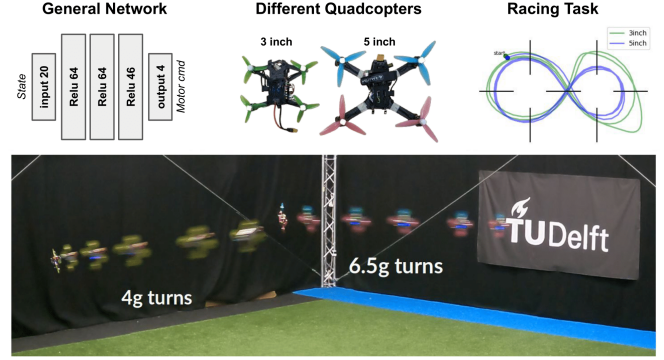 General Network
Different Quadcopters
Racing Task
State
input 20
Relu 64
Relu 64
Relu 46
output 4
Motor cmd
3 inch
5 inch
3inch
5inch
start
4g turns
6.5g turns
TUDelft